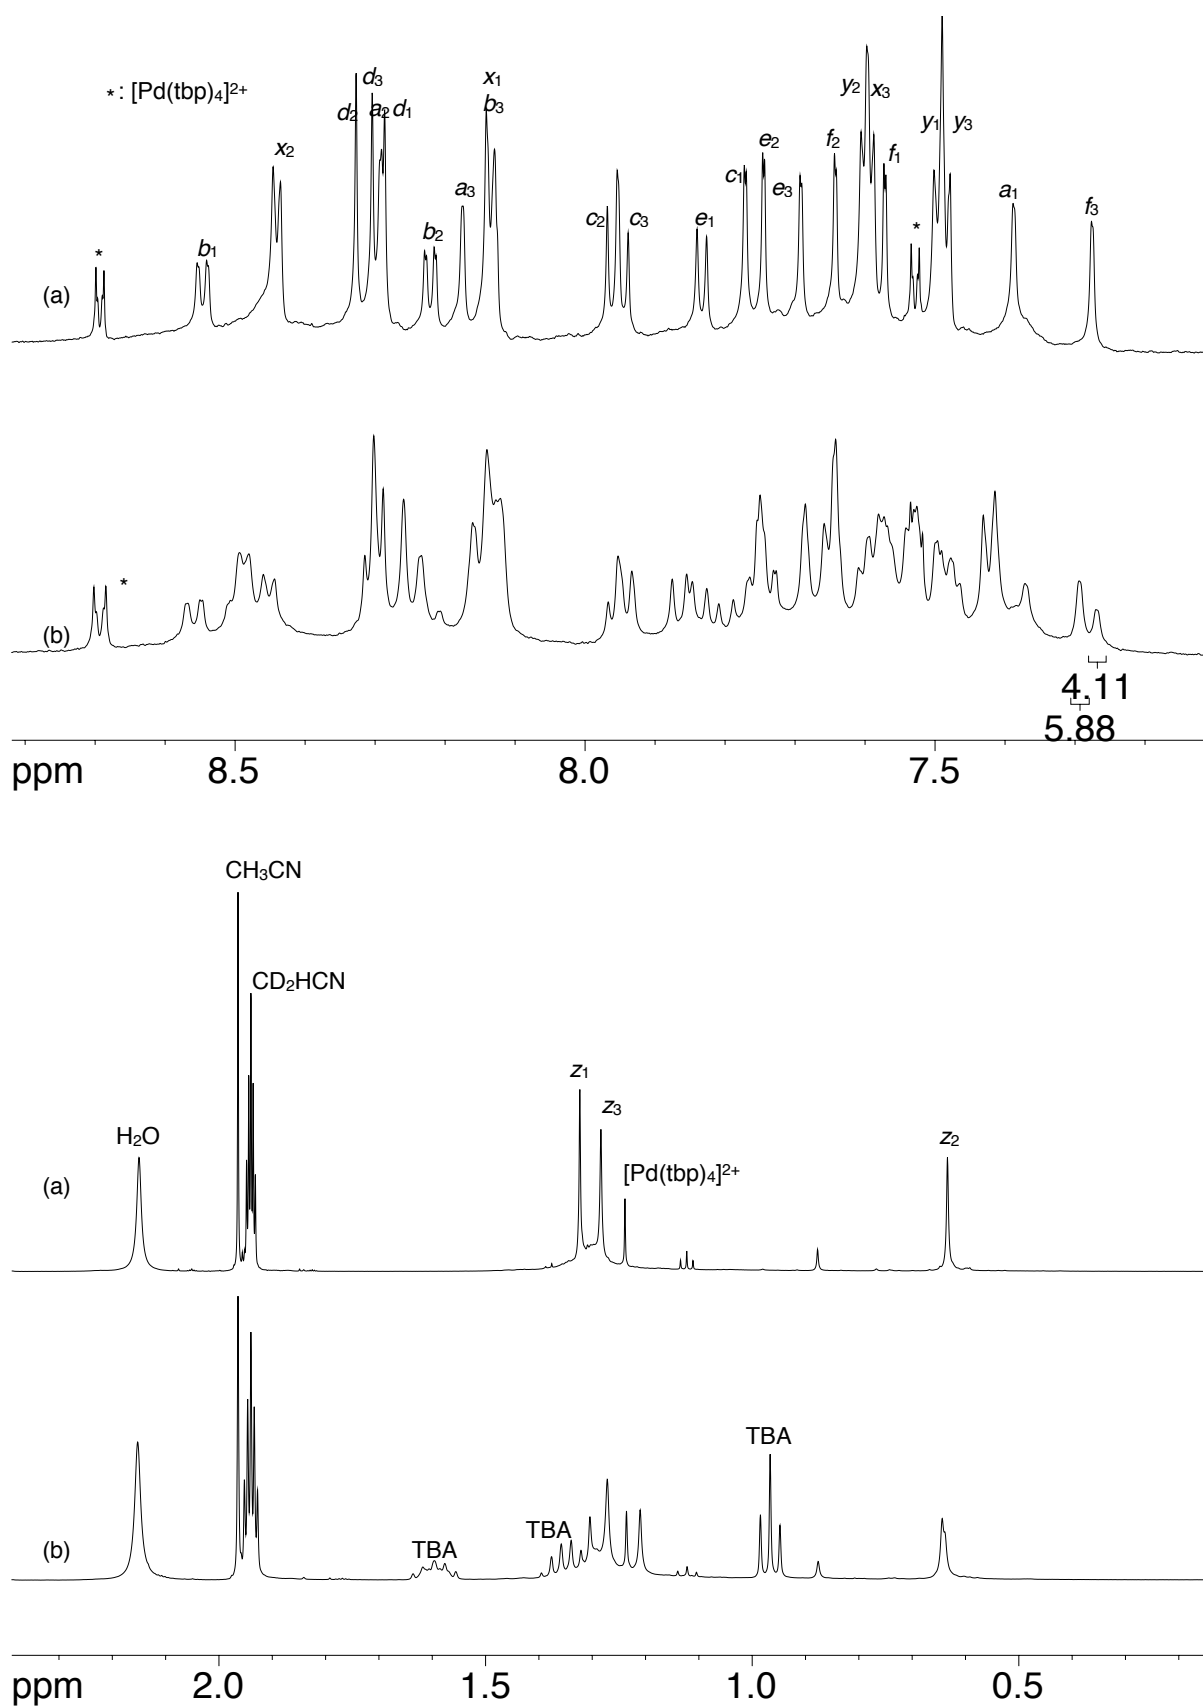 *: [Pd(tbp)₄]²⁺
x₂
d₂
d₃
a₂
d₁
x₁
b₃
y₂
x₃
y₁
y₃
f₂
f₁
e₂
c₁
e₃
a₃
a₁
f₃
b₁
b₂
c₂
c₃
e₁
*
*
(a)
*
(b)
4.11
5.88
ppm
8.5
8.0
7.5
CH₃CN
CD₂HCN
H₂O
z₁
z₃
z₂
[Pd(tbp)₄]²⁺
(a)
TBA
TBA
TBA
(b)
ppm
2.0
1.5
1.0
0.5